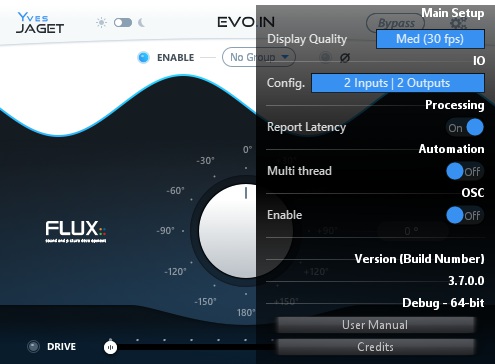 Yves
JAGET
EVO.IN
Bypass
Main Setup
Display Quality
Med (30 fps)
IO
ENABLE
No Group
Config.
2 Inputs | 2 Outputs
Processing
Report Latency
On
Automation
Multi thread
Off
OSC
Enable
Off
0°
-30°
-60°
-90°
+90°
0 °
-120°
-150°
180°
+150°
FLUX::
sound and picture development
Version (Build Number)
3.7.0.0
Debug - 64-bit
User Manual
Credits
DRIVE